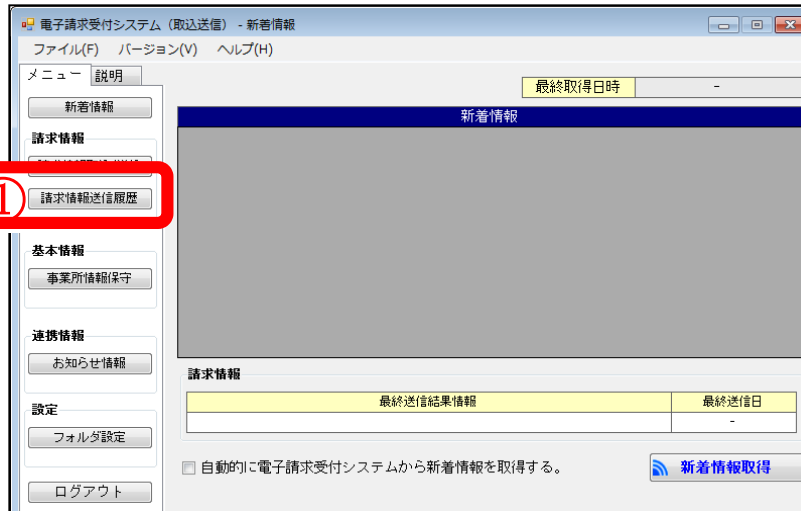 電子請求受付システム（取込送信） - 新着情報
ファイル(F) バージョン(V) ヘルプ(H)
メニュー 説明
最終取得日時 -
新着情報
新着情報
請求情報
①
請求情報送信履歴
基本情報
事業所情報保守
連携情報
お知らせ情報
請求情報
最終送信結果情報 最終送信日
-
設定
フォルダ設定
自動的に電子請求受付システムから新着情報を取得する。
新着情報取得
ログアウト